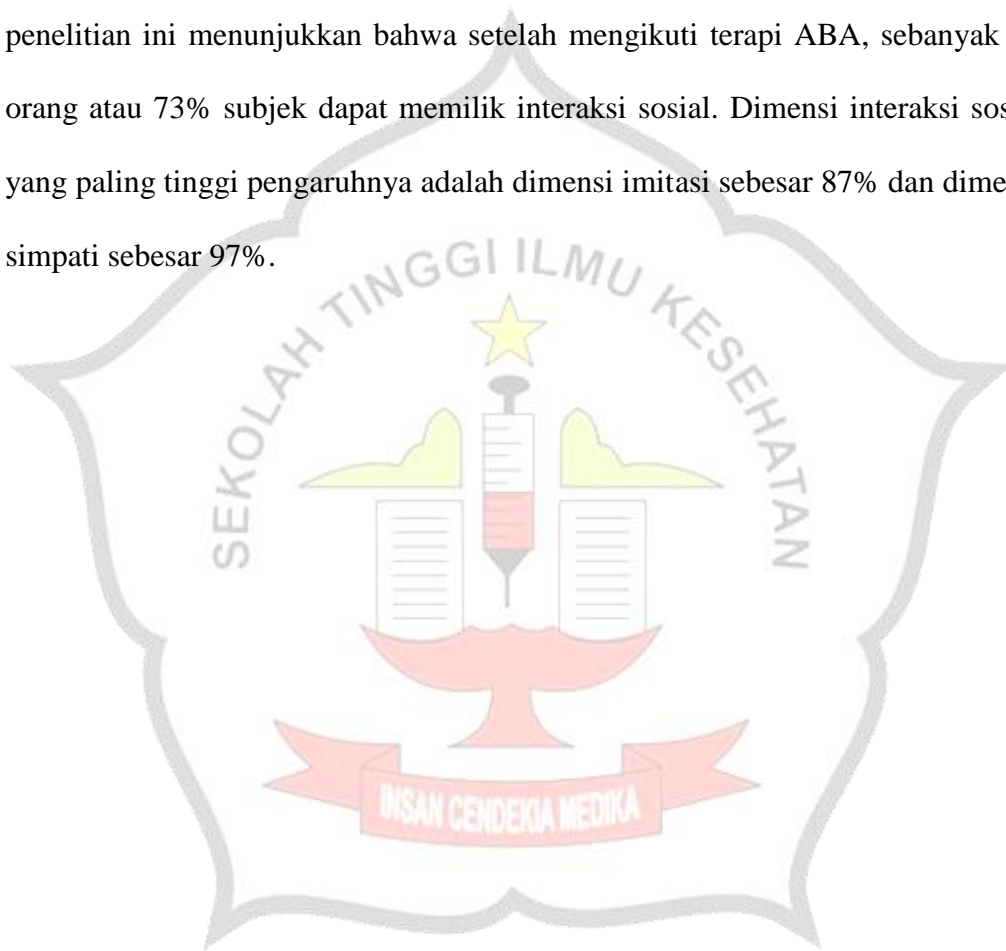 penelitian ini menunjukkan bahwa setelah mengikuti terapi ABA, sebanyak
orang atau 73% subjek dapat memilik interaksi sosial. Dimensi interaksi
yang paling tinggi pengaruhnya adalah dimensi imitasi sebesar 87% dan
simpati sebesar 97%.
SEKOLAH TINGGI ILMU KESEHATAN
INSAN CENDEKIA MEDIKA